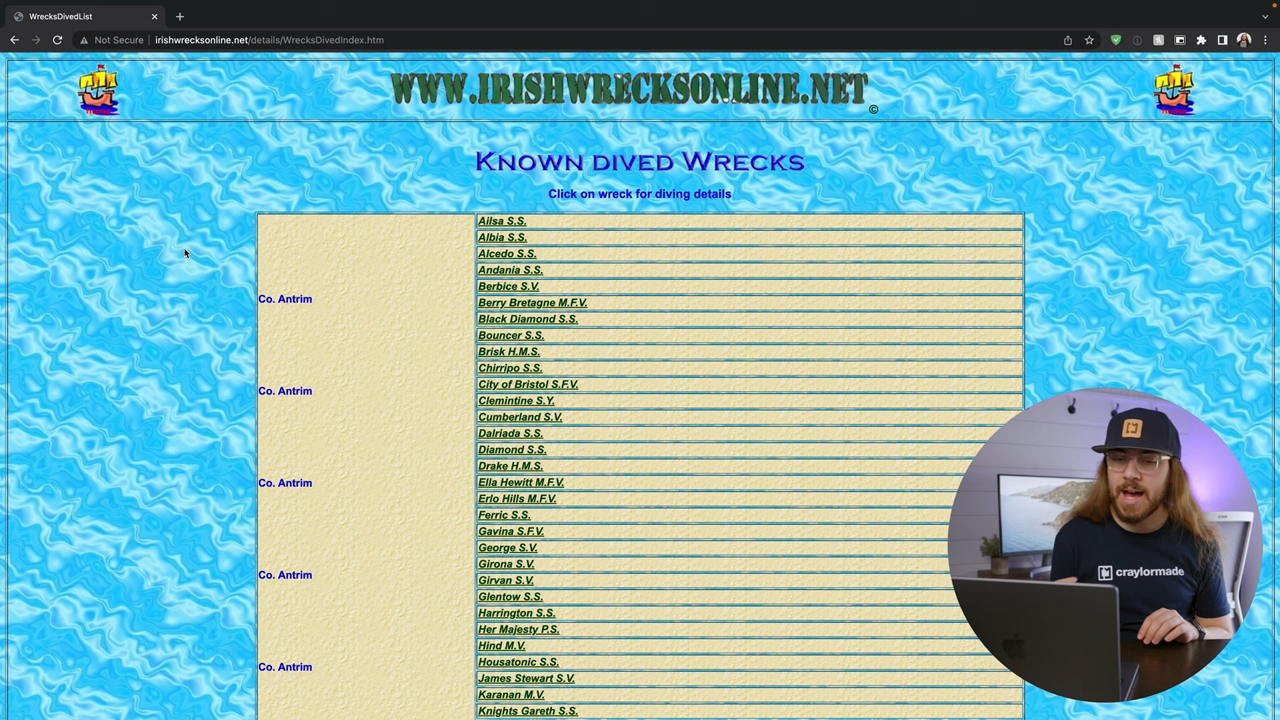 WrecksDivedList
Not Secure irishwrecksonline.net/details/WrecksDivedIndex.htm
WWW.IRISHWRECKSONLINE.NET ©
KNOWN DIVED WRECKS
Click on wreck for diving details
Ailsa S.S.
Albia S.S.
Alcedo S.S.
Andania S.S.
Berbice S.V.
Co. Antrim
Berry Bretagne M.F.V.
Black Diamond S.S.
Bouncer S.S.
Brisk H.M.S.
Chirripo S.S.
City of Bristol S.F.V.
Co. Antrim
Clemintine S.Y.
Cumberland S.V.
Dalriada S.S.
Diamond S.S.
Drake H.M.S.
Co. Antrim
Ella Hewitt M.F.V.
Erlo Hills M.F.V.
Ferric S.S.
Gavina S.F.V.
George S.V.
Girona S.V.
Co. Antrim
Girvan S.V.
Glentow S.S.
Harrington S.S.
Her Majesty P.S.
Hind M.V.
Housatonic S.S.
Co. Antrim
James Stewart S.V.
Karanan M.V.
Knights Gareth S.S.
craylormade